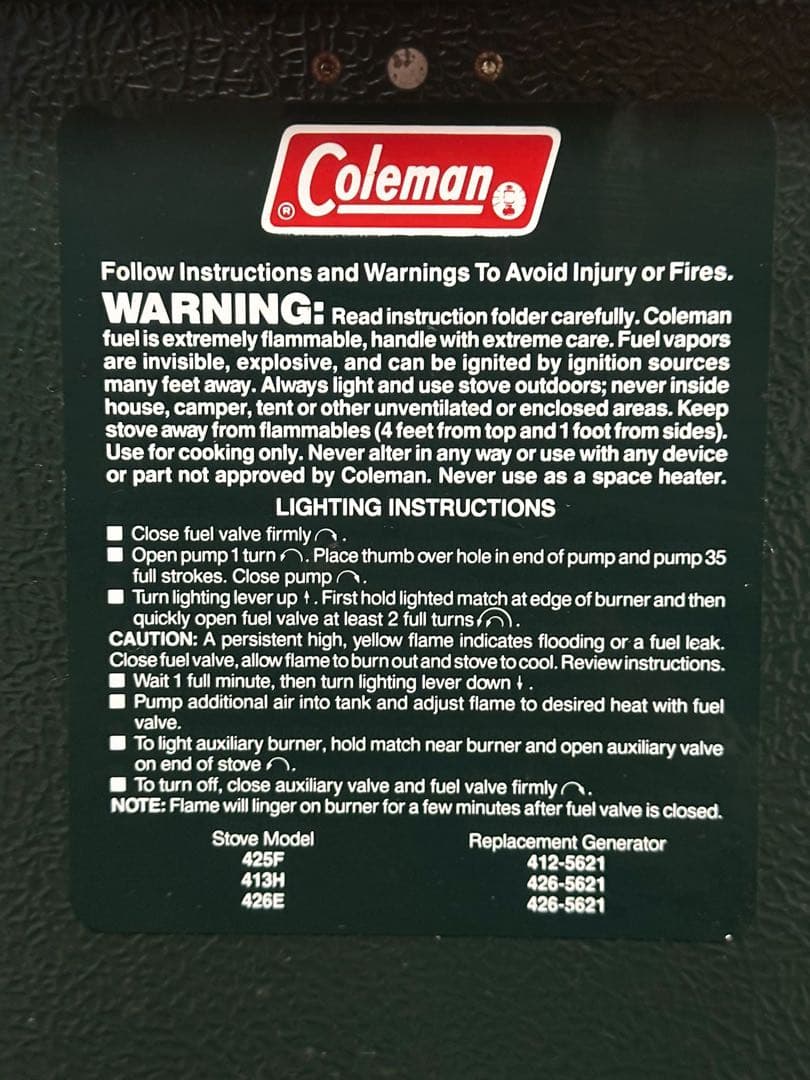 Coleman
®
Follow Instructions and Warnings To Avoid Injury or Fires.
WARNING: Read instruction folder carefully. Coleman
fuel is extremely flammable, handle with extreme care. Fuel vapors
are invisible, explosive, and can be ignited by ignition sources
many feet away. Always light and use stove outdoors; never inside
house, camper, tent or other unventilated or enclosed areas. Keep
stove away from flammables (4 feet from top and 1 foot from sides).
Use for cooking only. Never alter in any way or use with any device
or part not approved by Coleman. Never use as a space heater.
LIGHTING INSTRUCTIONS
■ Close fuel valve firmly ↷.
■ Open pump 1 turn ↶. Place thumb over hole in end of pump and pump 35
full strokes. Close pump ↷.
■ Turn lighting lever up ↑. First hold lighted match at edge of burner and then
quickly open fuel valve at least 2 full turns ↶.
CAUTION: A persistent high, yellow flame indicates flooding or a fuel leak.
Close fuel valve, allow flame to burn out and stove to cool. Review instructions.
■ Wait 1 full minute, then turn lighting lever down ↓.
■ Pump additional air into tank and adjust flame to desired heat with fuel
valve.
■ To light auxiliary burner, hold match near burner and open auxiliary valve
on end of stove ↶.
■ To turn off, close auxiliary valve and fuel valve firmly ↷.
NOTE: Flame will linger on burner for a few minutes after fuel valve is closed.
Stove Model Replacement Generator
425F 412-5621
413H 426-5621
426E 426-5621